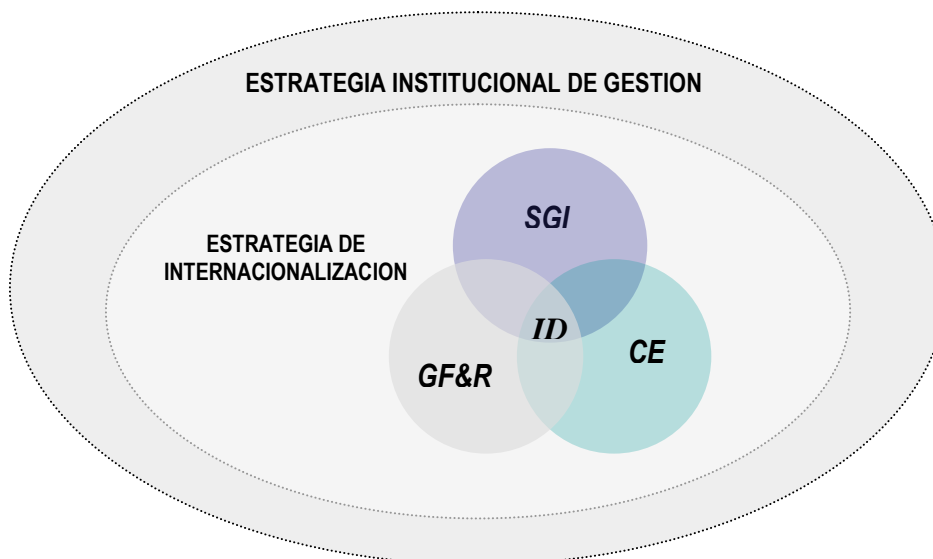 ESTRATEGIA INSTITUCIONAL DE GESTION
SGI
ESTRATEGIA DE
INTERNACIONALIZACION
ID
CE
GF&R